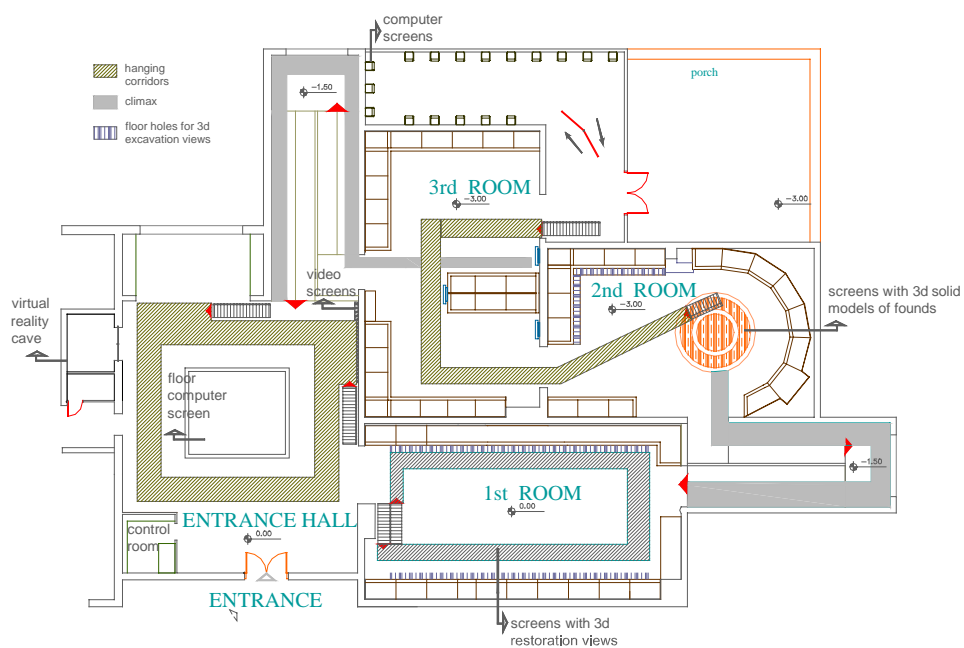 computer
screens
hanging
corridors
climax
floor holes for 3d
excavation views
−1.50
porch
3rd ROOM
−3.00
−3.00
virtual
reality
cave
video
screens
2nd ROOM
−3.00
screens with 3d solid
models of founds
floor
computer
screen
−1.50
1st ROOM
0.00
ENTRANCE HALL
control
room
0.00
ENTRANCE
screens with 3d
restoration views